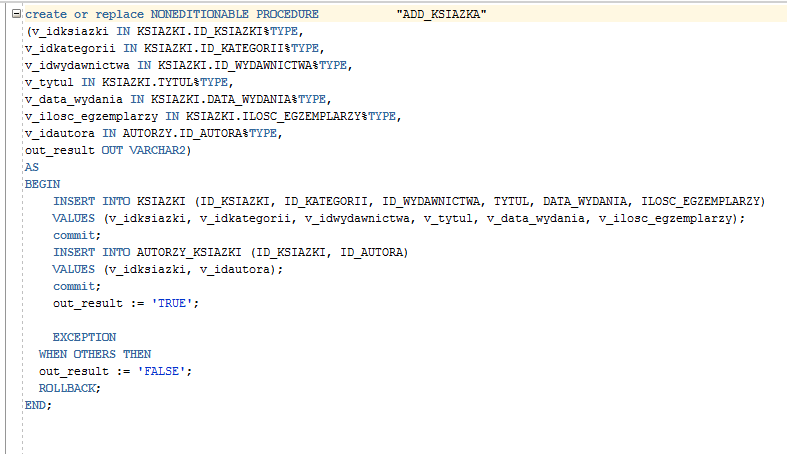 create or replace NONEDITIONABLE PROCEDURE "ADD_KSIAZKA"
(v_idksiazki IN KSIAZKI.ID_KSIAZKI%TYPE,
v_idkategorii IN KSIAZKI.ID_KATEGORII%TYPE,
v_idwydawnictwa IN KSIAZKI.ID_WYDAWNICTWA%TYPE,
v_tytul IN KSIAZKI.TYTUL%TYPE,
v_data_wydania IN KSIAZKI.DATA_WYDANIA%TYPE,
v_ilosc_egzemplarzy IN KSIAZKI.ILOSC_EGZEMPLARZY%TYPE,
v_idautora IN AUTORZY.ID_AUTORA%TYPE,
out_result OUT VARCHAR2)
AS
BEGIN
INSERT INTO KSIAZKI (ID_KSIAZKI, ID_KATEGORII, ID_WYDAWNICTWA, TYTUL, DATA_WYDANIA, ILOSC_EGZEMPLARZY)
VALUES (v_idksiazki, v_idkategorii, v_idwydawnictwa, v_tytul, v_data_wydania, v_ilosc_egzemplarzy);
commit;
INSERT INTO AUTORZY_KSIAZKI (ID_KSIAZKI, ID_AUTORA)
VALUES (v_idksiazki, v_idautora);
commit;
out_result := 'TRUE';
EXCEPTION
WHEN OTHERS THEN
out_result := 'FALSE';
ROLLBACK;
END;